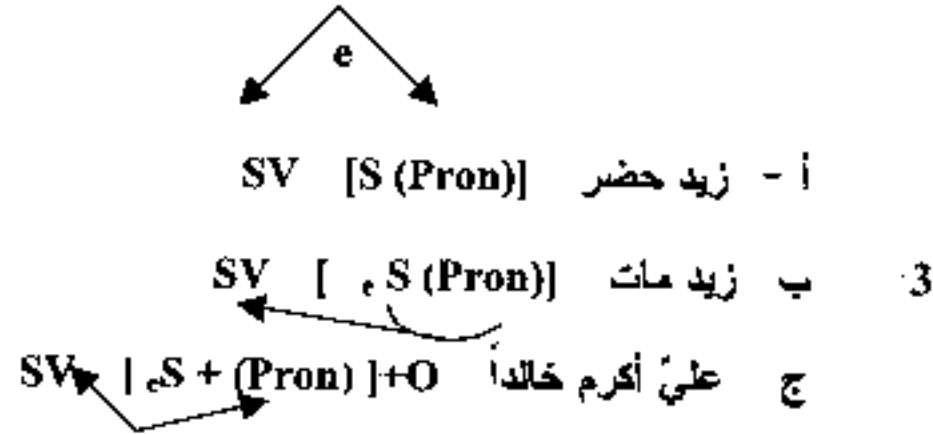 e
أ - زيد حضر [S (Pron)] SV
3 ب زيد مات [ e S (Pron)] SV
ج عليّ أكرم خالداً SV [ eS + (Pron) ]+O